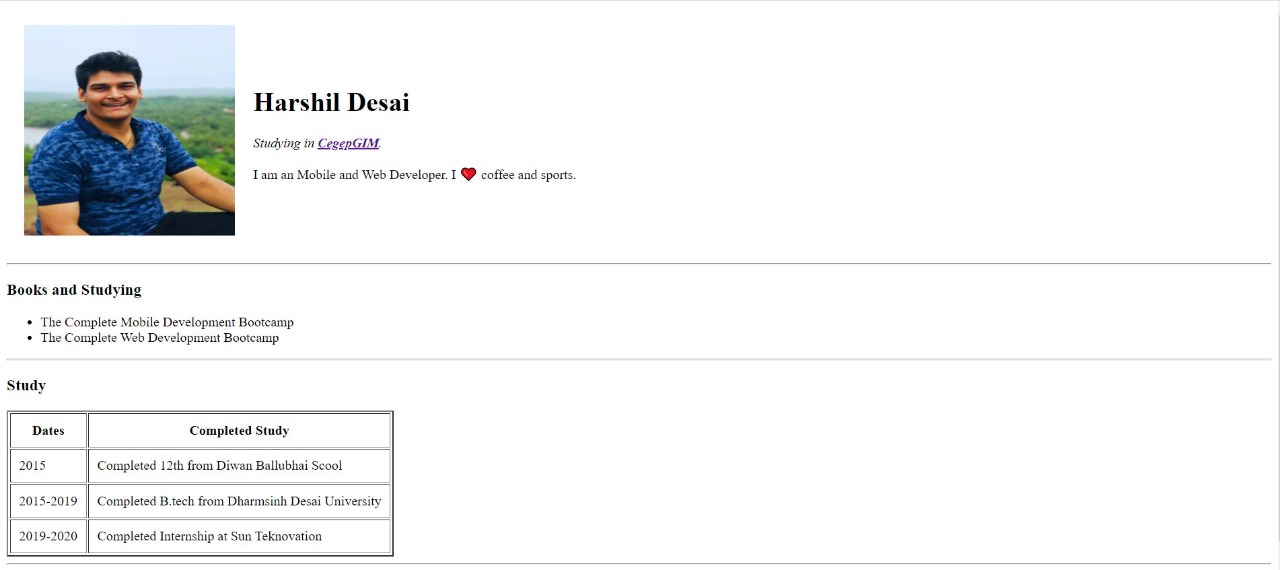 Harshil Desai
Studying in CegepGIM.
I am an Mobile and Web Developer. I ❤ coffee and sports.
Books and Studying
The Complete Mobile Development Bootcamp
The Complete Web Development Bootcamp
Study
Dates Completed Study
2015 Completed 12th from Diwan Ballubhai Scool
2015-2019 Completed B.tech from Dharmsinh Desai University
2019-2020 Completed Internship at Sun Teknovation